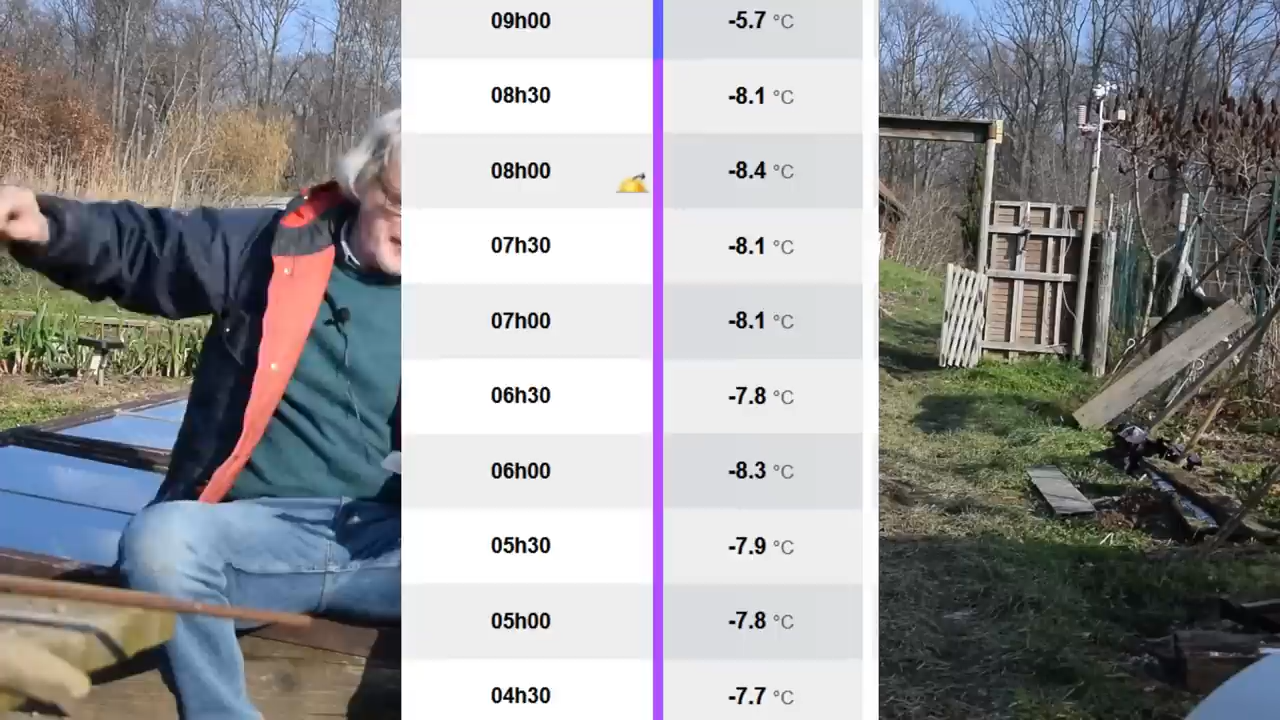 09h00 -5.7 °C
08h30 -8.1 °C
08h00 -8.4 °C
07h30 -8.1 °C
07h00 -8.1 °C
06h30 -7.8 °C
06h00 -8.3 °C
05h30 -7.9 °C
05h00 -7.8 °C
04h30 -7.7 °C